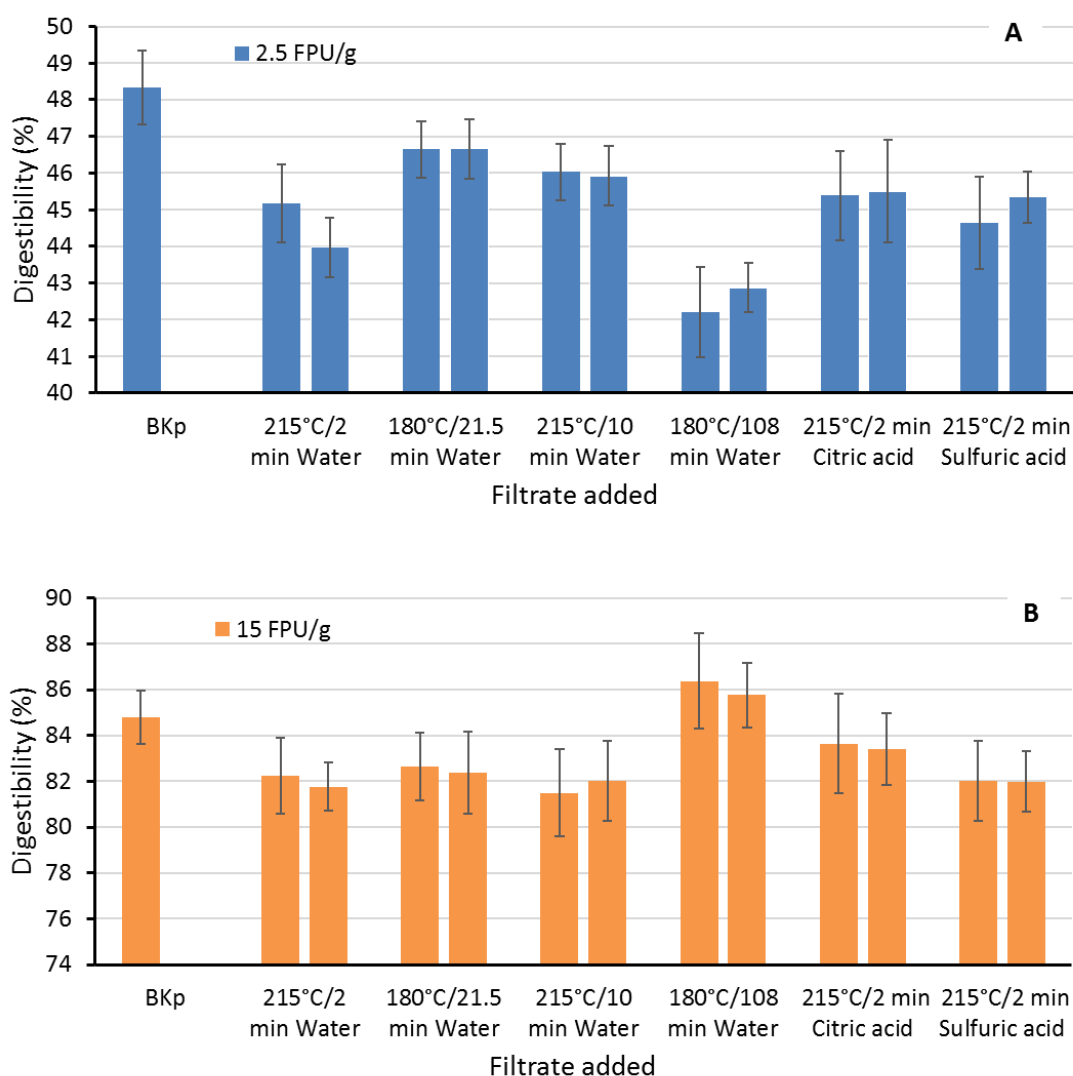 A
2.5 FPU/g
Digestibility (%)
50
49
48
47
46
45
44
43
42
41
40
BKp
215°C/2
min Water
180°C/21.5
min Water
215°C/10
min Water
180°C/108
min Water
215°C/2 min
Citric acid
215°C/2 min
Sulfuric acid
Filtrate added
B
15 FPU/g
Digestibility (%)
90
88
86
84
82
80
78
76
74
BKp
215°C/2
min Water
180°C/21.5
min Water
215°C/10
min Water
180°C/108
min Water
215°C/2 min
Citric acid
215°C/2 min
Sulfuric acid
Filtrate added